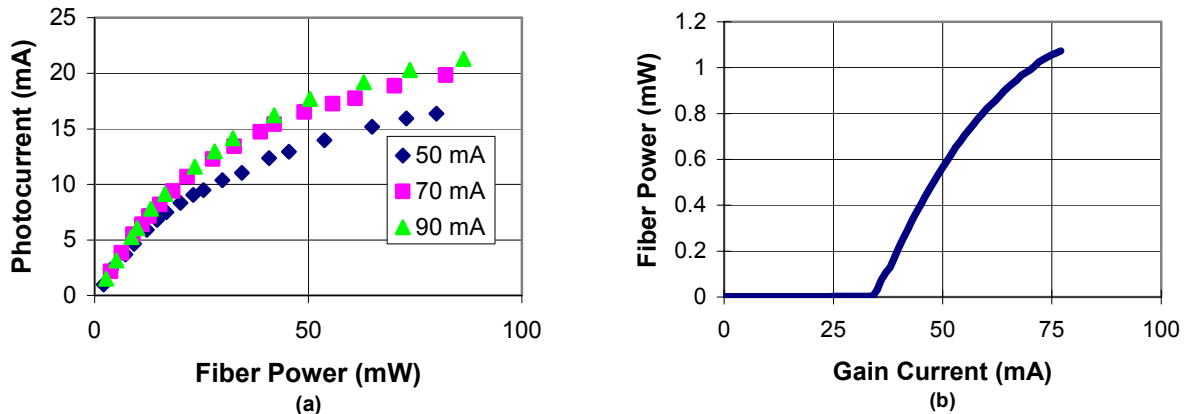 25
20
15
10
5
0
Photocurrent (mA)
50 mA
70 mA
90 mA
0 50 100
Fiber Power (mW)
(a)
1.2
1
0.8
0.6
0.4
0.2
0
Fiber Power (mW)
0 25 50 75 100
Gain Current (mA)
(b)